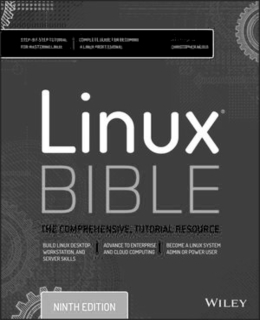 STEP-BY-STEP TUTORIAL
FOR MASTERING LINUX
COMPLETE GUIDE FOR BECOMING
A LINUX PROFESSIONAL
CHRISTOPHER NEGUS
Linux®
BIBLE
THE COMPREHENSIVE, TUTORIAL RESOURCE
BUILD LINUX DESKTOP,
WORKSTATION, AND
SERVER SKILLS
ADVANCE TO ENTERPRISE
AND CLOUD COMPUTING
BECOME A LINUX SYSTEM
ADMIN OR POWER USER
NINTH EDITION
WILEY